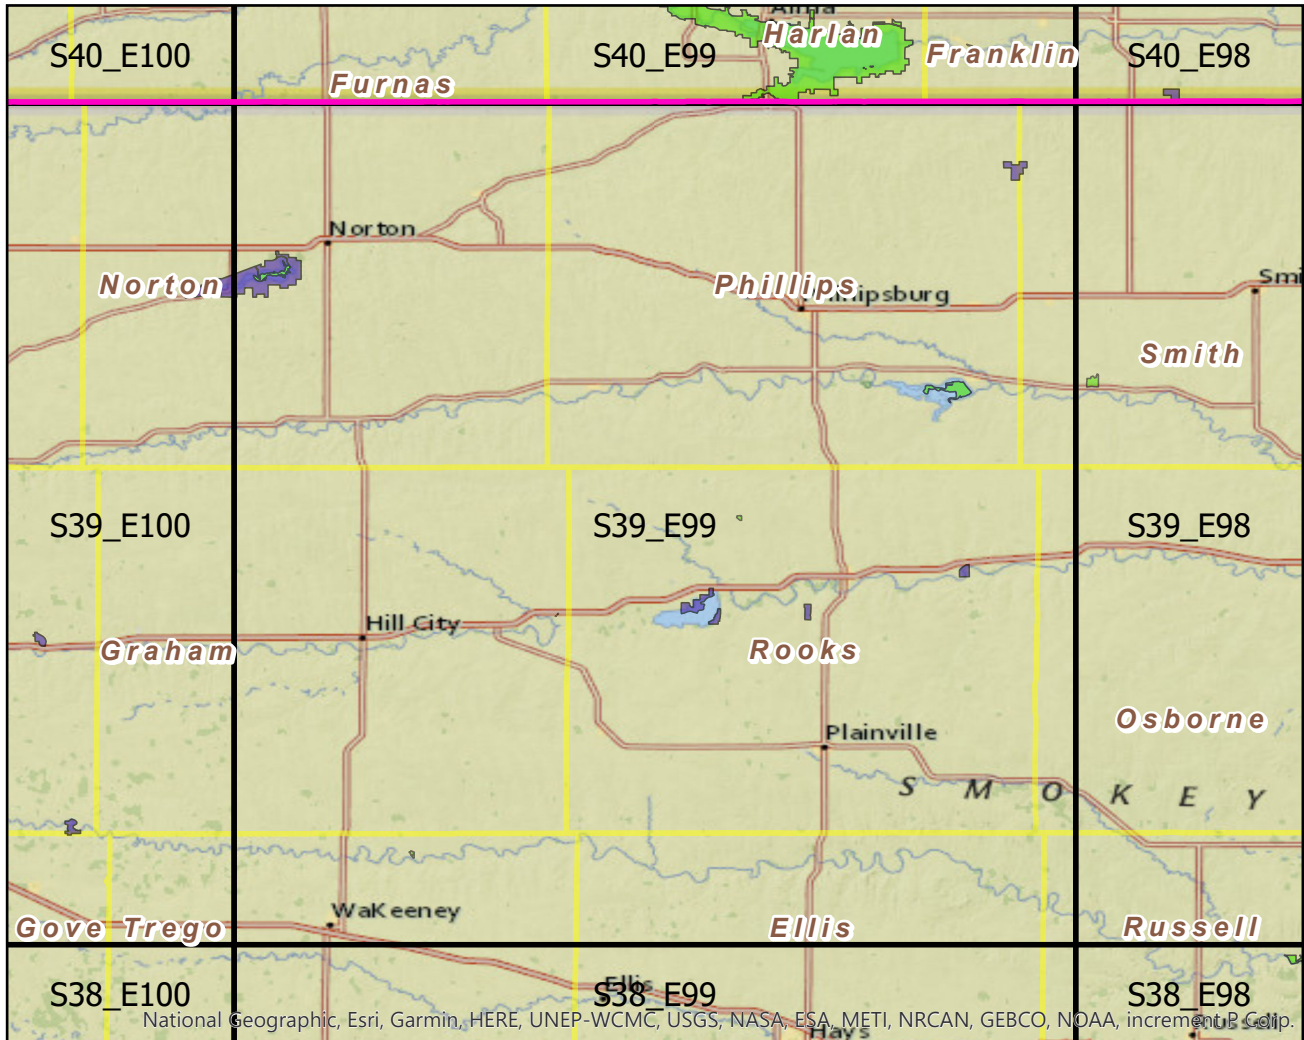 Alma
Harlan
S40_E100 S40_E99 Franklin S40_E98
Furnas
Norton
Norton Phillips Smi
Phillipsburg
Smith
S39_E100 S39_E99 S39_E98
Hill City
Graham Rooks
Osborne
Plainville
S M O K E Y
WaKeeney
Gove Trego Ellis Russell
Ellis
S38_E100 S38_E99 S38_E98
National Geographic, Esri, Garmin, HERE, UNEP-WCMC, USGS, NASA, ESA, METI, NRCAN, GEBCO, NOAA, increment P Corp.
Hays Russell